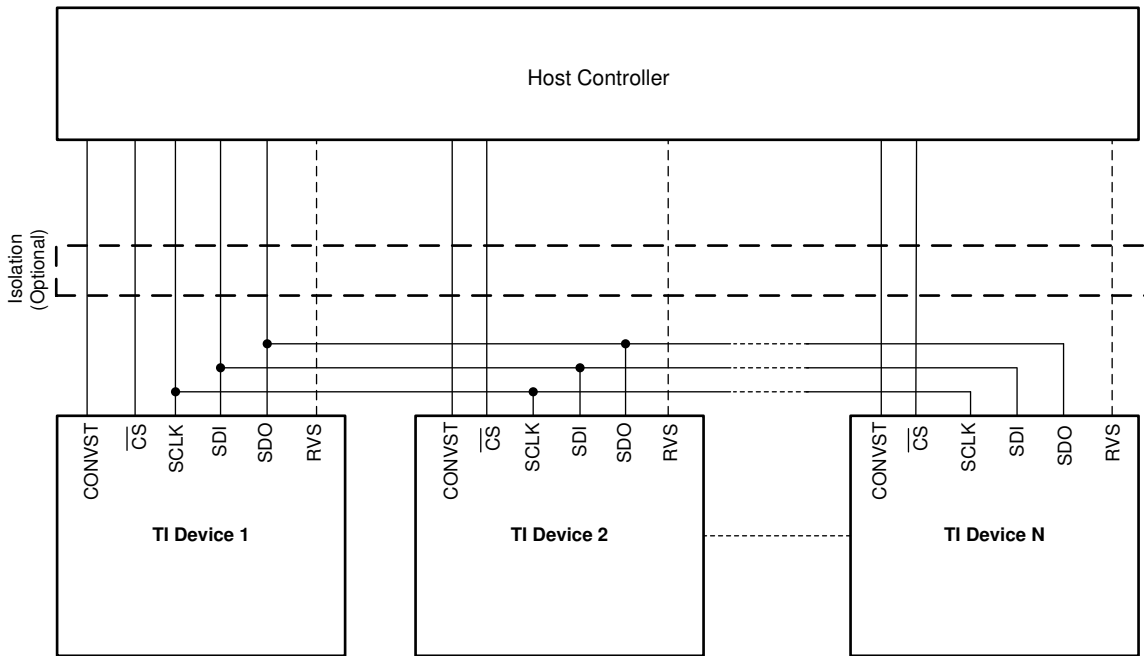 Host Controller
Isolation
(Optional)
CONVST
CS
SCLK
SDI
SDO
RVS
CONVST
CS
SCLK
SDI
SDO
RVS
CONVST
CS
SCLK
SDI
SDO
RVS
TI Device 1
TI Device 2
TI Device N